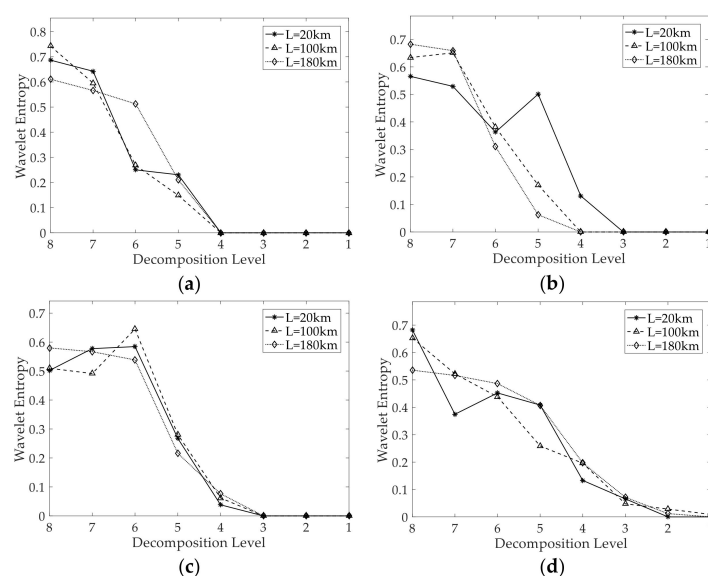 0.8
0.7
0.6
0.5
0.4
0.3
0.2
0.1
0
Wavelet Entropy
L=20km
L=100km
L=180km
8 7 6 5 4 3 2 1
Decomposition Level
(a)
0.7
0.6
0.5
0.4
0.3
0.2
0.1
0
Wavelet Entropy
L=20km
L=100km
L=180km
8 7 6 5 4 3 2 1
Decomposition Level
(b)
0.7
0.6
0.5
0.4
0.3
0.2
0.1
0
Wavelet Entropy
L=20km
L=100km
L=180km
8 7 6 5 4 3 2 1
Decomposition Level
(c)
0.7
0.6
0.5
0.4
0.3
0.2
0.1
0
Wavelet Entropy
L=20km
L=100km
L=180km
8 7 6 5 4 3 2
Decomposition Level
(d)